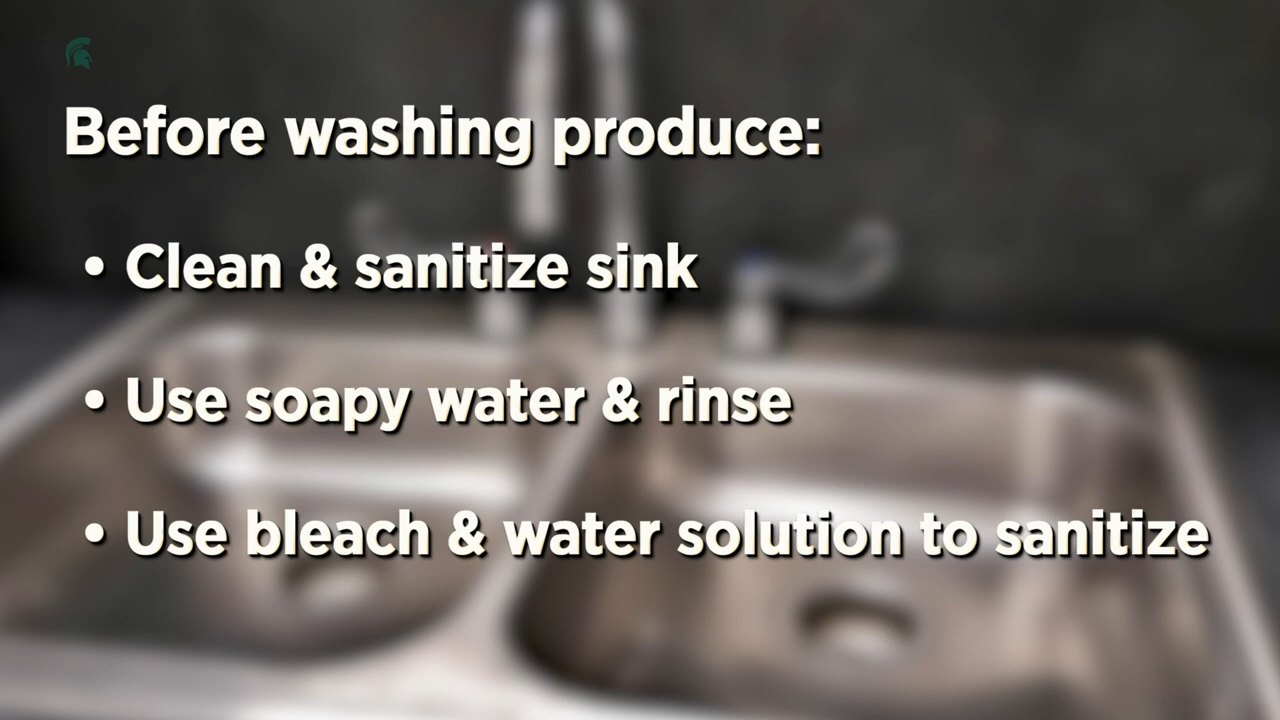 Before washing produce:
• Clean & sanitize sink
• Use soapy water & rinse
• Use bleach & water solution to sanitize